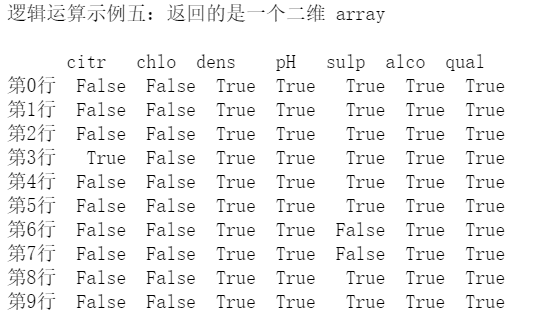 逻辑运算示例五：返回的是一个二维 array
citr chlo dens pH sulp alco qual
第0行 False False True True True True True
第1行 False False True True True True True
第2行 False False True True True True True
第3行 True False True True True True True
第4行 False False True True True True True
第5行 False False True True True True True
第6行 False False True True False True True
第7行 False False True True False True True
第8行 False False True True True True True
第9行 False False True True True True True